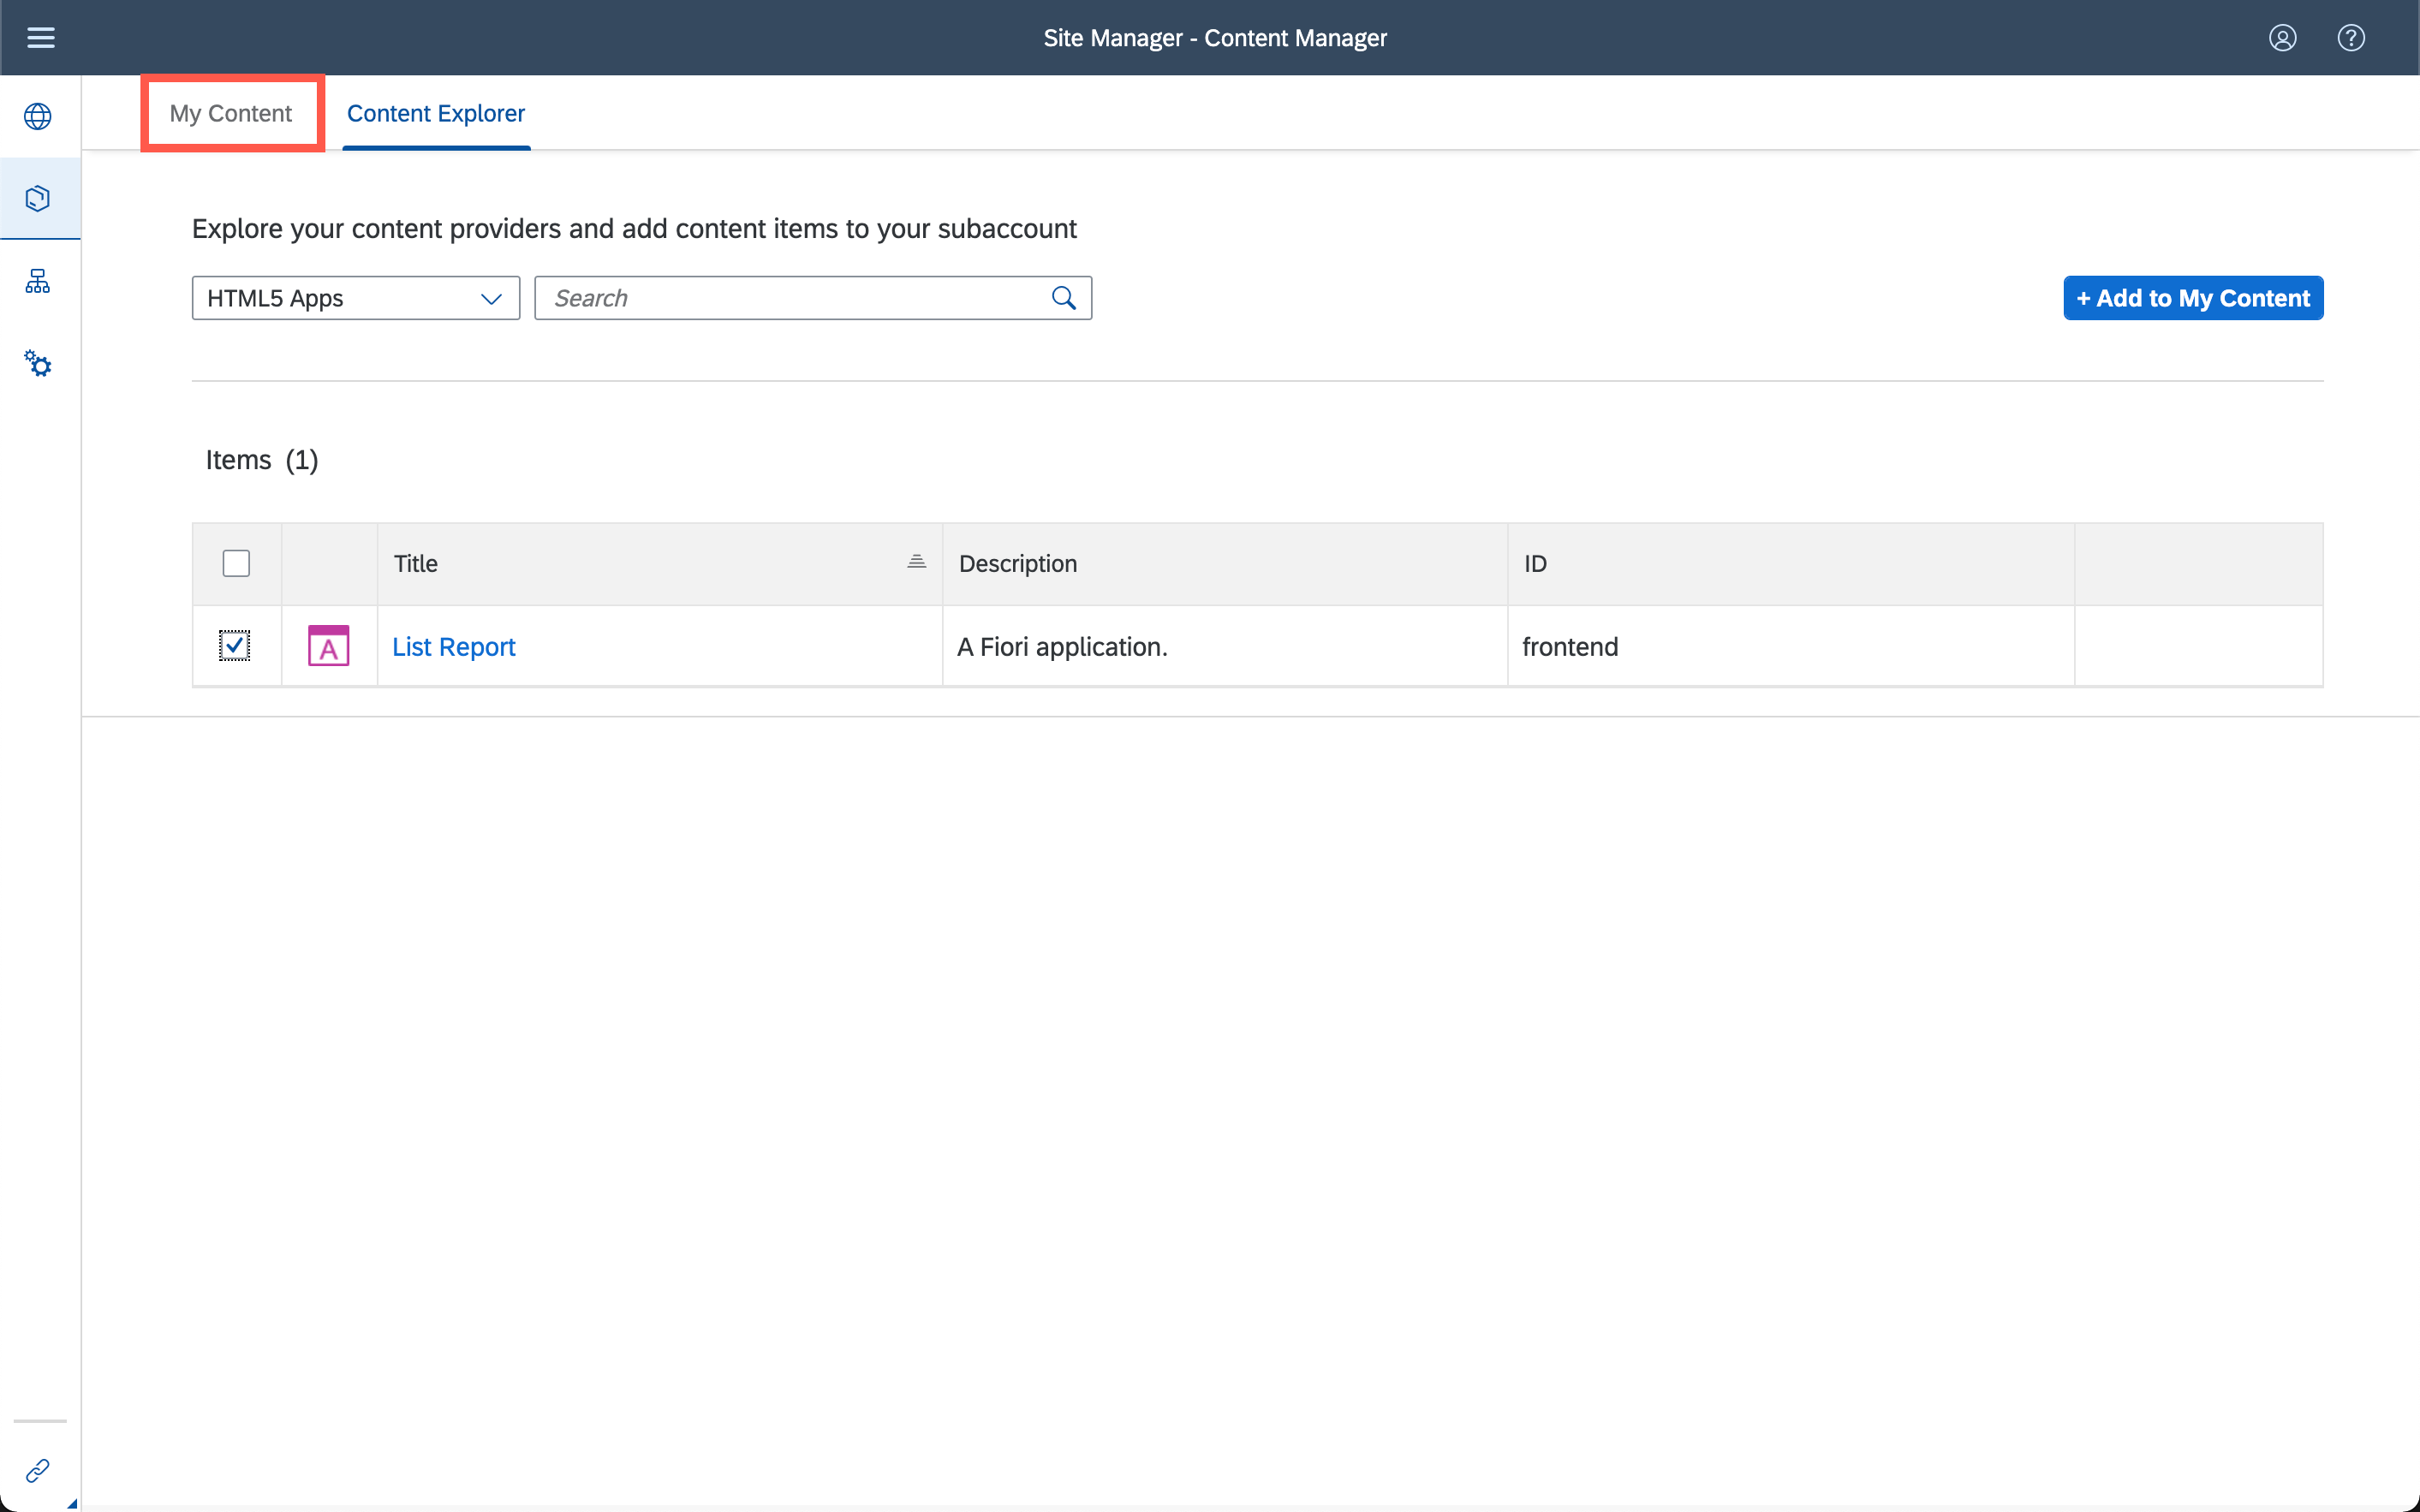 Site Manager - Content Manager
?
My Content Content Explorer
Explore your content providers and add content items to your subaccount
HTML5 Apps Search + Add to My Content
Items (1)
Title Description ID
A List Report A Fiori application. frontend